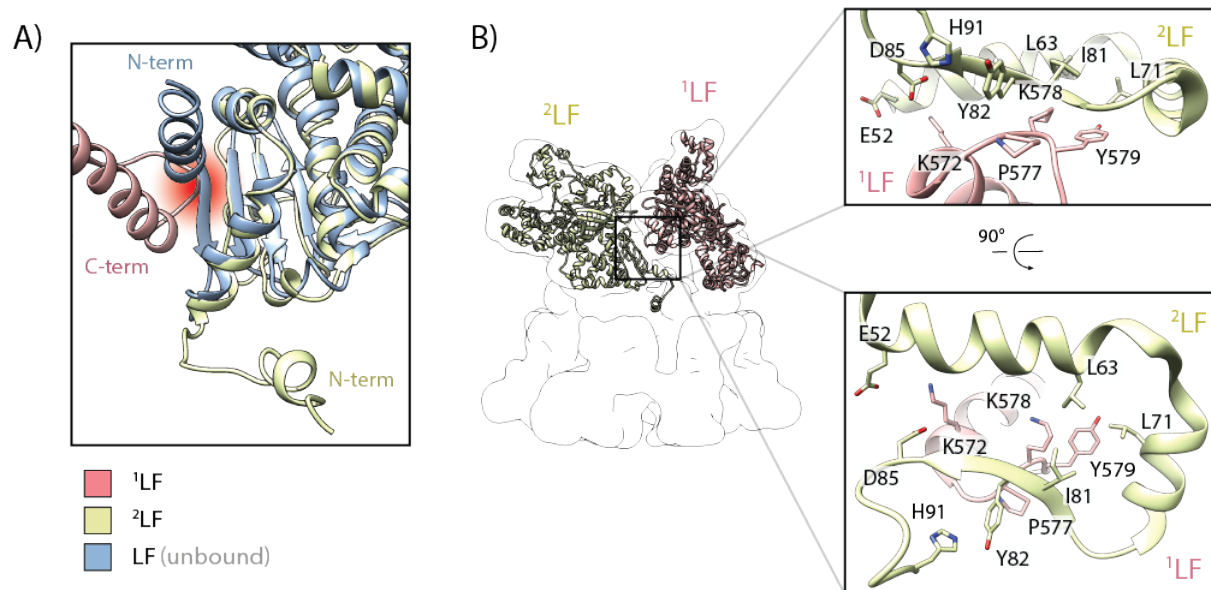 A)
N-term
C-term
N-term
¹LF
²LF
LF (unbound)
B)
²LF
¹LF
H91
D85
L63
I81
²LF
L71
K578
Y82
E52
K572
P577
Y579
¹LF
90°
E52
²LF
L63
K578
L71
K572
Y579
D85
I81
H91
P577
Y82
¹LF